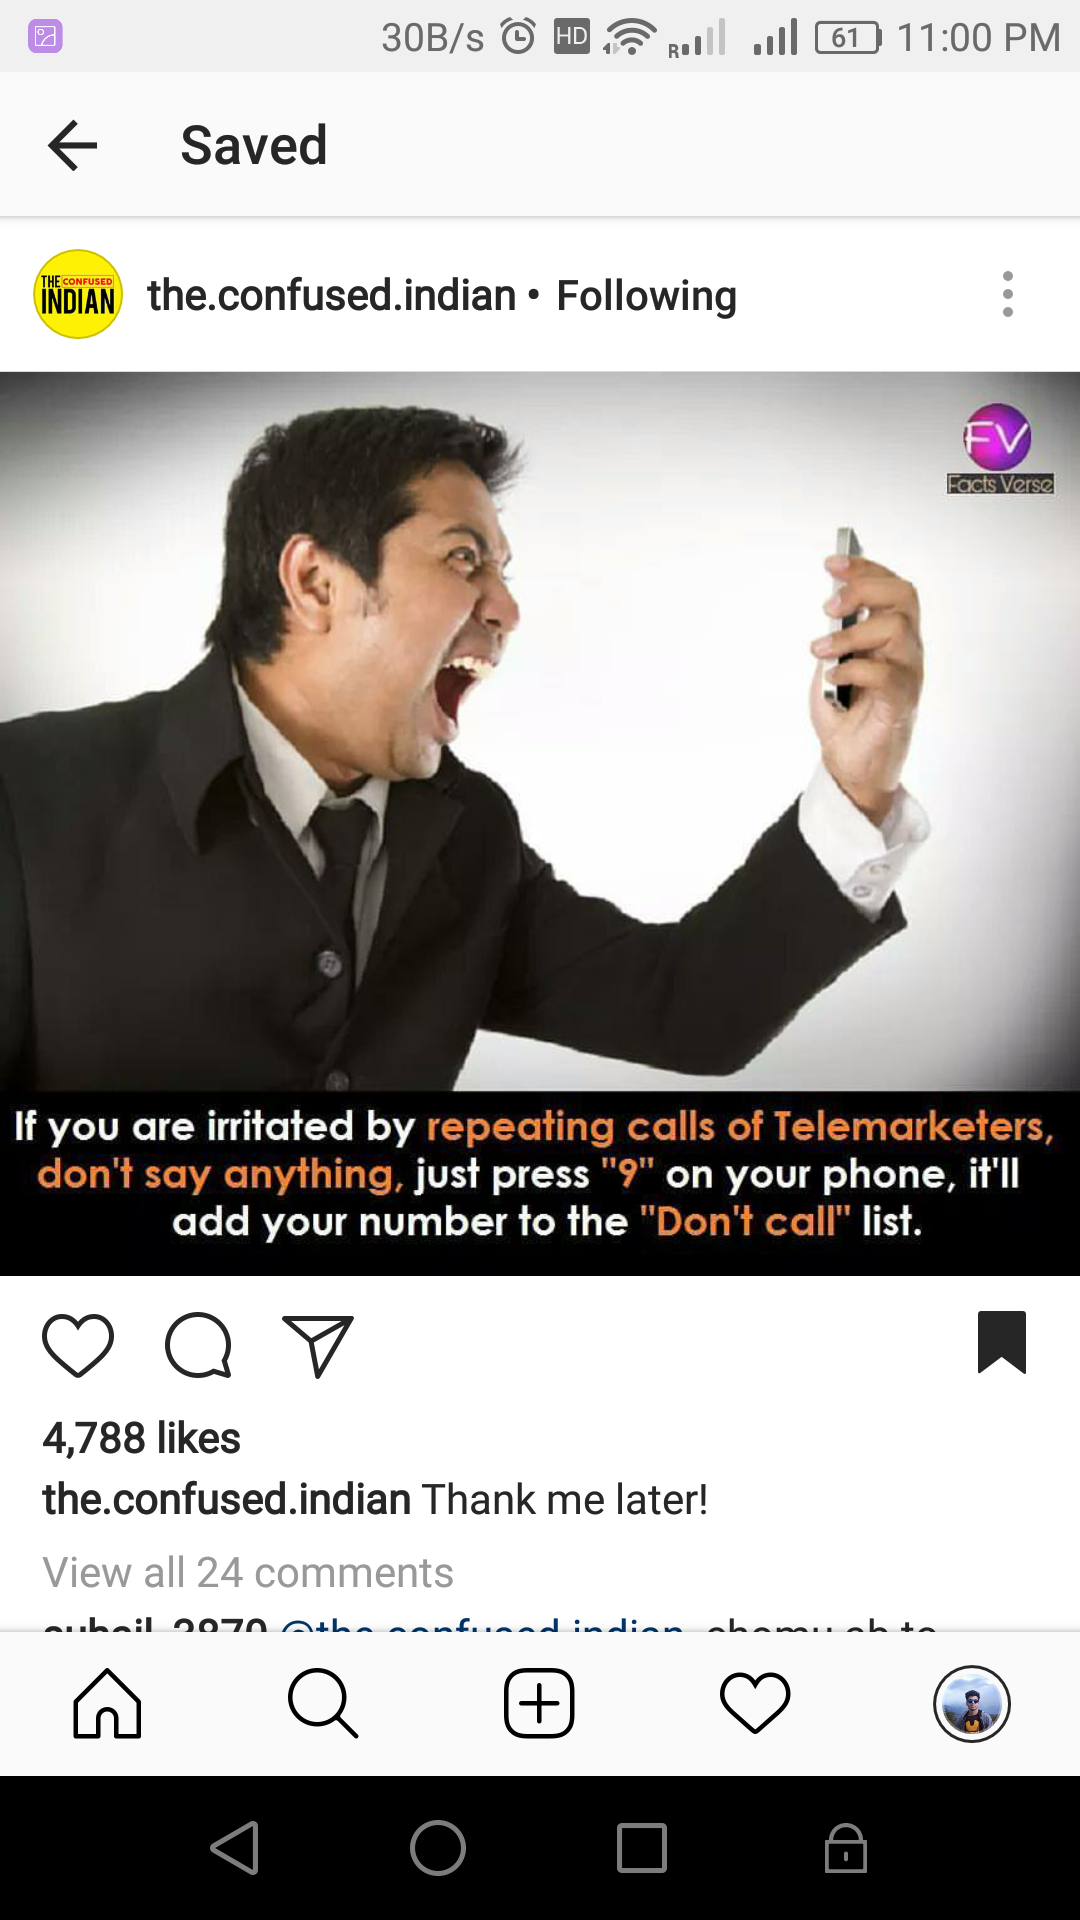 30B/s HD R 61 11:00 PM
Saved
THE CONFUSED
INDIAN
the.confused.indian • Following
FV
Facts Verse
If you are irritated by repeating calls of Telemarketers,
don't say anything, just press "9" on your phone, it'll
add your number to the "Don't call" list.
4,788 likes
the.confused.indian Thank me later!
View all 24 comments
@the.confused.indian